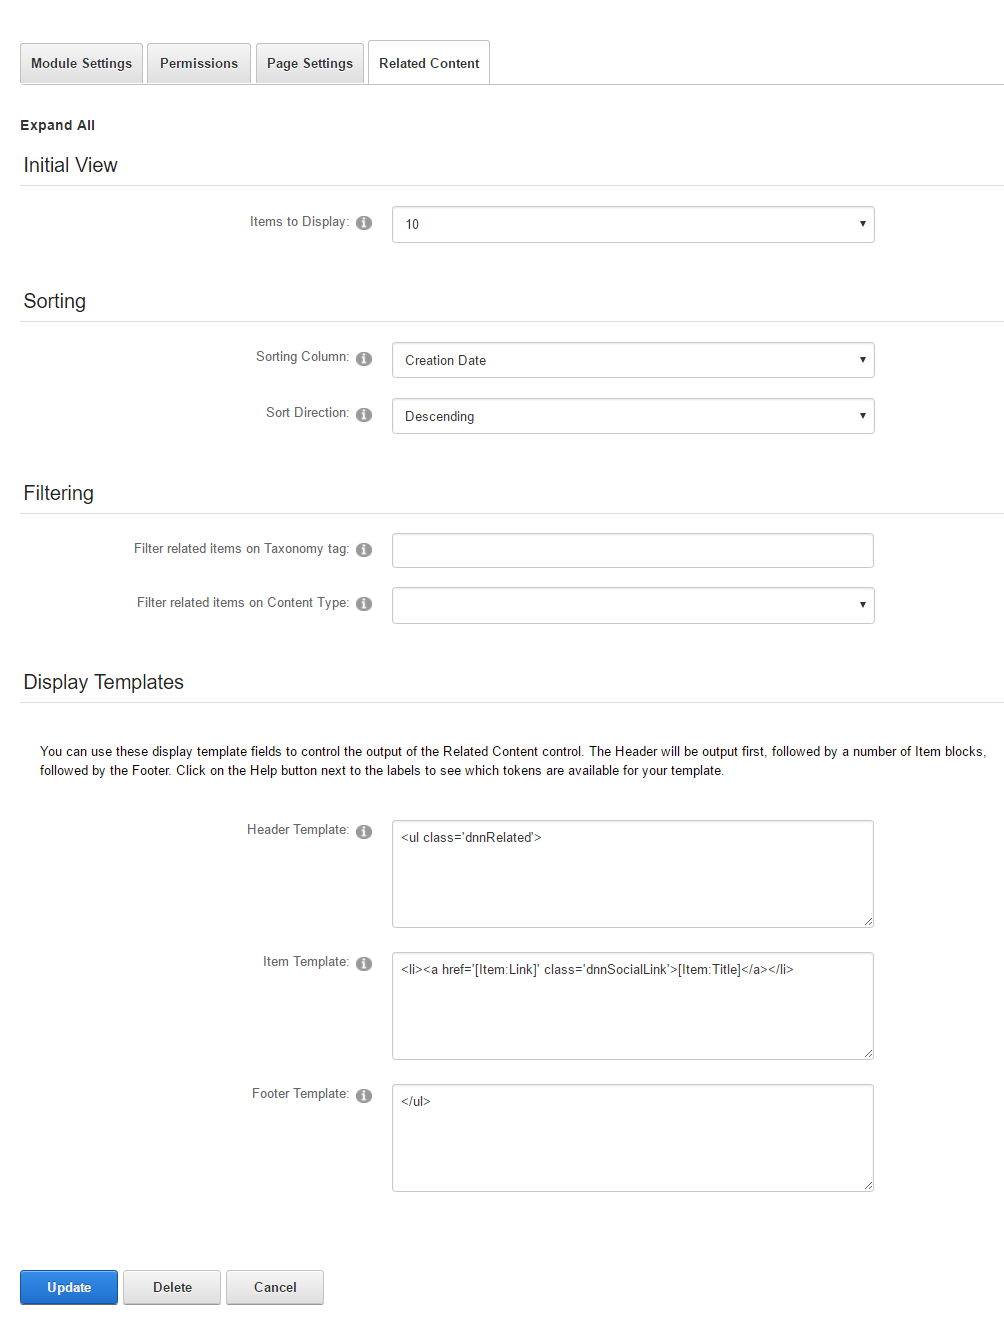 Module Settings Permissions Page Settings Related Content
Expand All
Initial View
Items to Display: 10
Sorting
Sorting Column: Creation Date
Sort Direction: Descending
Filtering
Filter related items on Taxonomy tag:
Filter related items on Content Type:
Display Templates
You can use these display template fields to control the output of the Related Content control. The Header will be output first, followed by a number of Item blocks,
followed by the Footer. Click on the Help button next to the labels to see which tokens are available for your template.
Header Template: <ul class='dnnRelated'>
Item Template: <li><a href='[Item:Link]' class='dnnSocialLink'>[Item:Title]</a></li>
Footer Template: </ul>
Update Delete Cancel